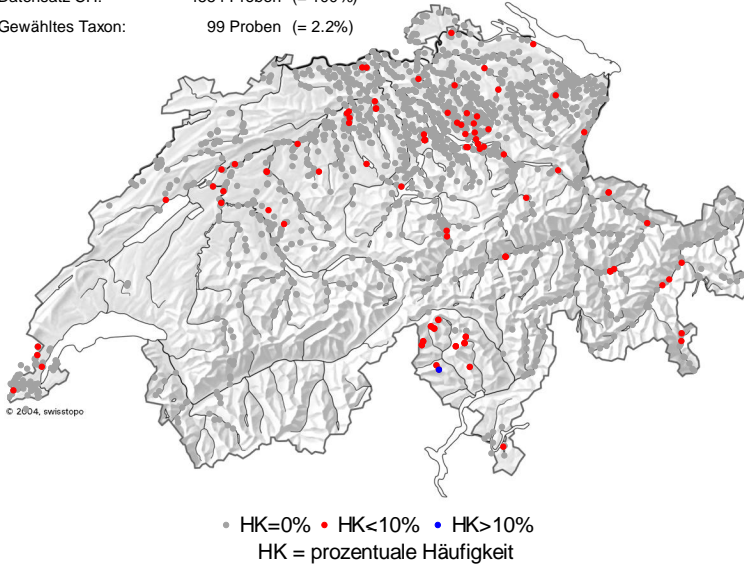 Gewähltes Taxon: 99 Proben (= 2.2%)
© 2004, swisstopo
HK=0% HK<10% HK>10%
HK = prozentuale Häufigkeit